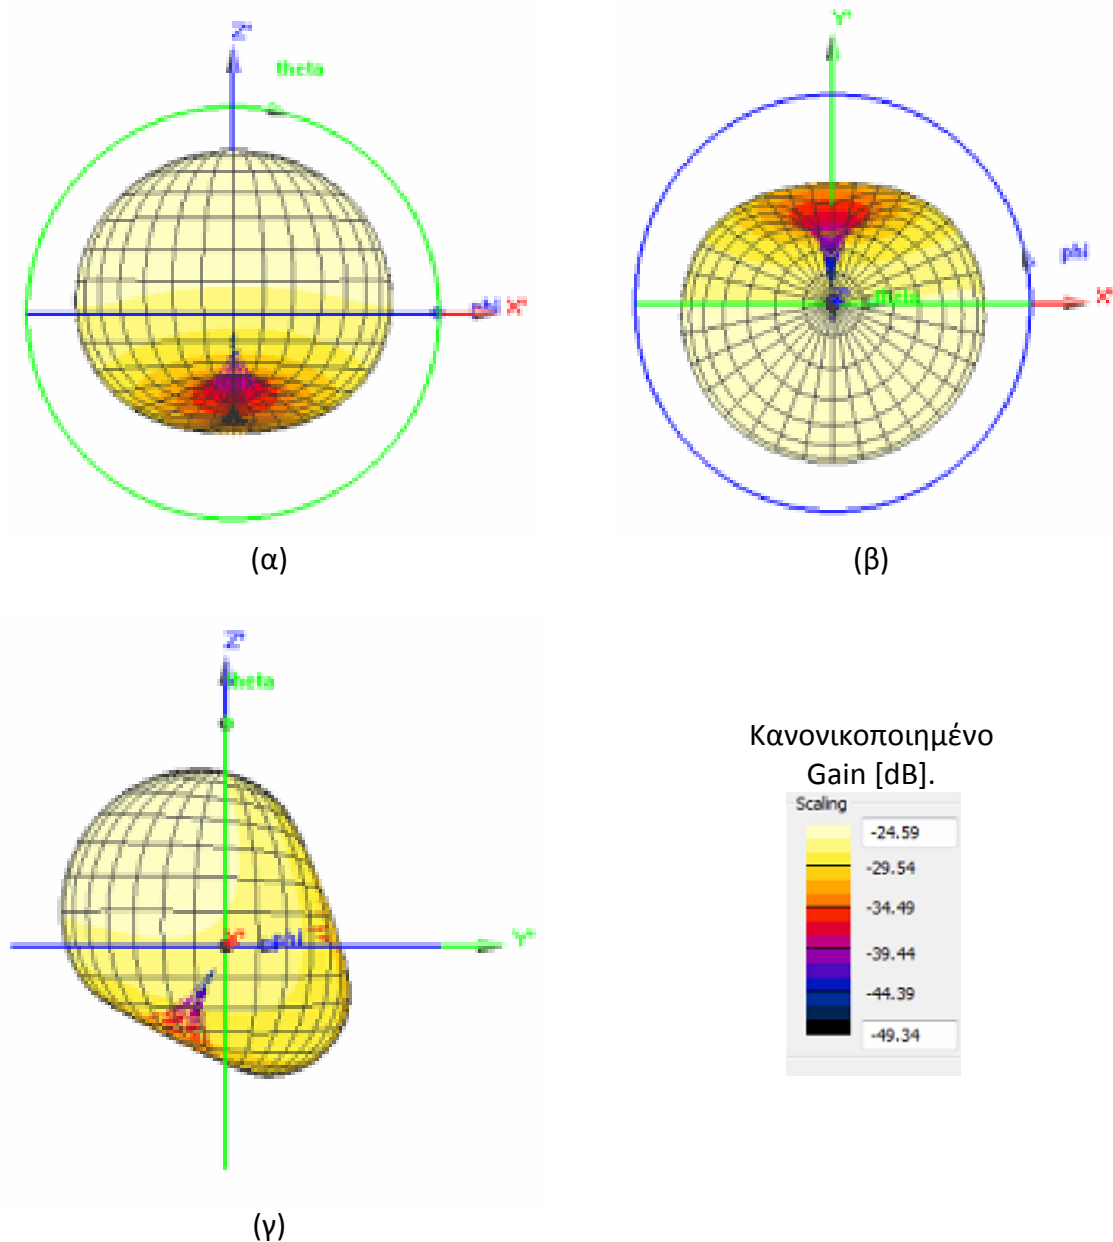 Z'
theta
phi
X'
(α)
Y'
phi
theta
X'
(β)
Z'
theta
X'
phi
Y'
(γ)
Κανονικοποιημένο
Gain [dB].
Scaling
-24.59
-29.54
-34.49
-39.44
-44.39
-49.34